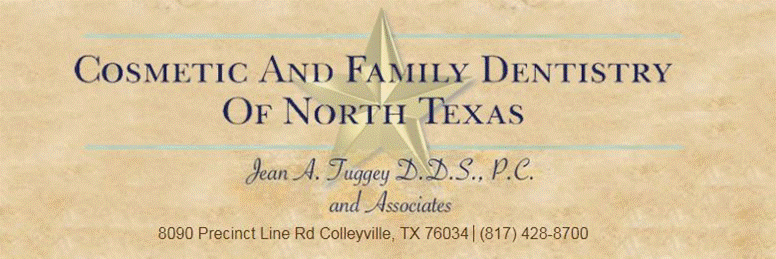 Cosmetic And Family Dentistry
Of North Texas
Jean A. Tuggey D.D.S., P.C.
and Associates
8090 Precinct Line Rd Colleyville, TX 76034 | (817) 428-8700